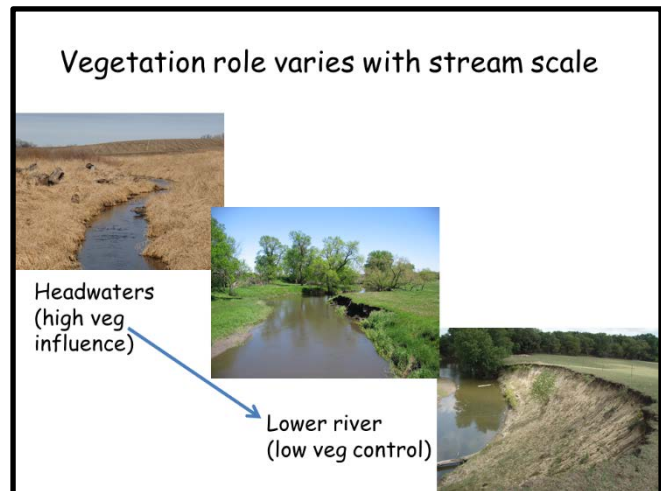 Vegetation role varies with stream scale
Headwaters
(high veg
influence)
Lower river
(low veg control)